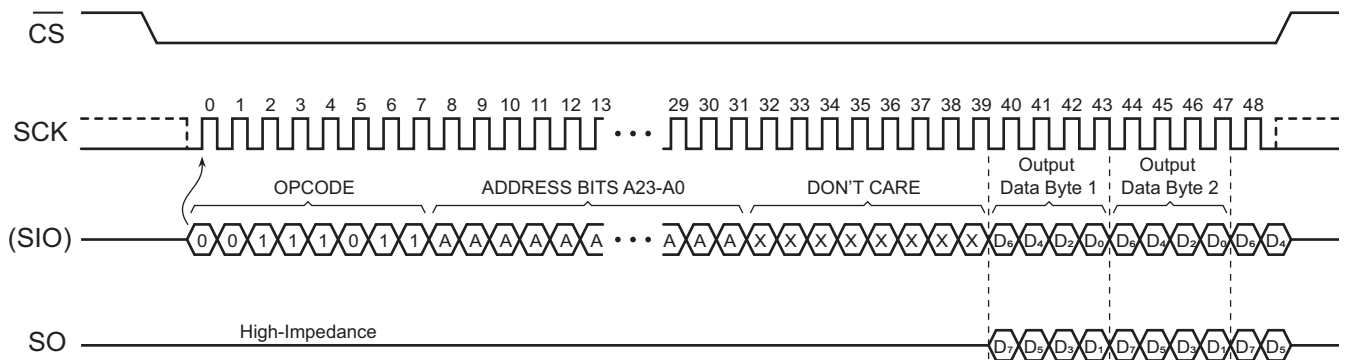 CS
0 1 2 3 4 5 6 7 8 9 10 11 12 13 29 30 31 32 33 34 35 36 37 38 39 40 41 42 43 44 45 46 47 48
SCK
OPCODE ADDRESS BITS A23-A0 DON'T CARE Output Data Byte 1 Output Data Byte 2
(SIO) 0 0 1 1 1 0 1 1 A A A A A A A A A X X X X X X X X D₆ D₄ D₂ D₀ D₆ D₄ D₂ D₀ D₆ D₄
High-Impedance
SO D₇ D₅ D₃ D₁ D₇ D₅ D₃ D₁ D₇ D₅